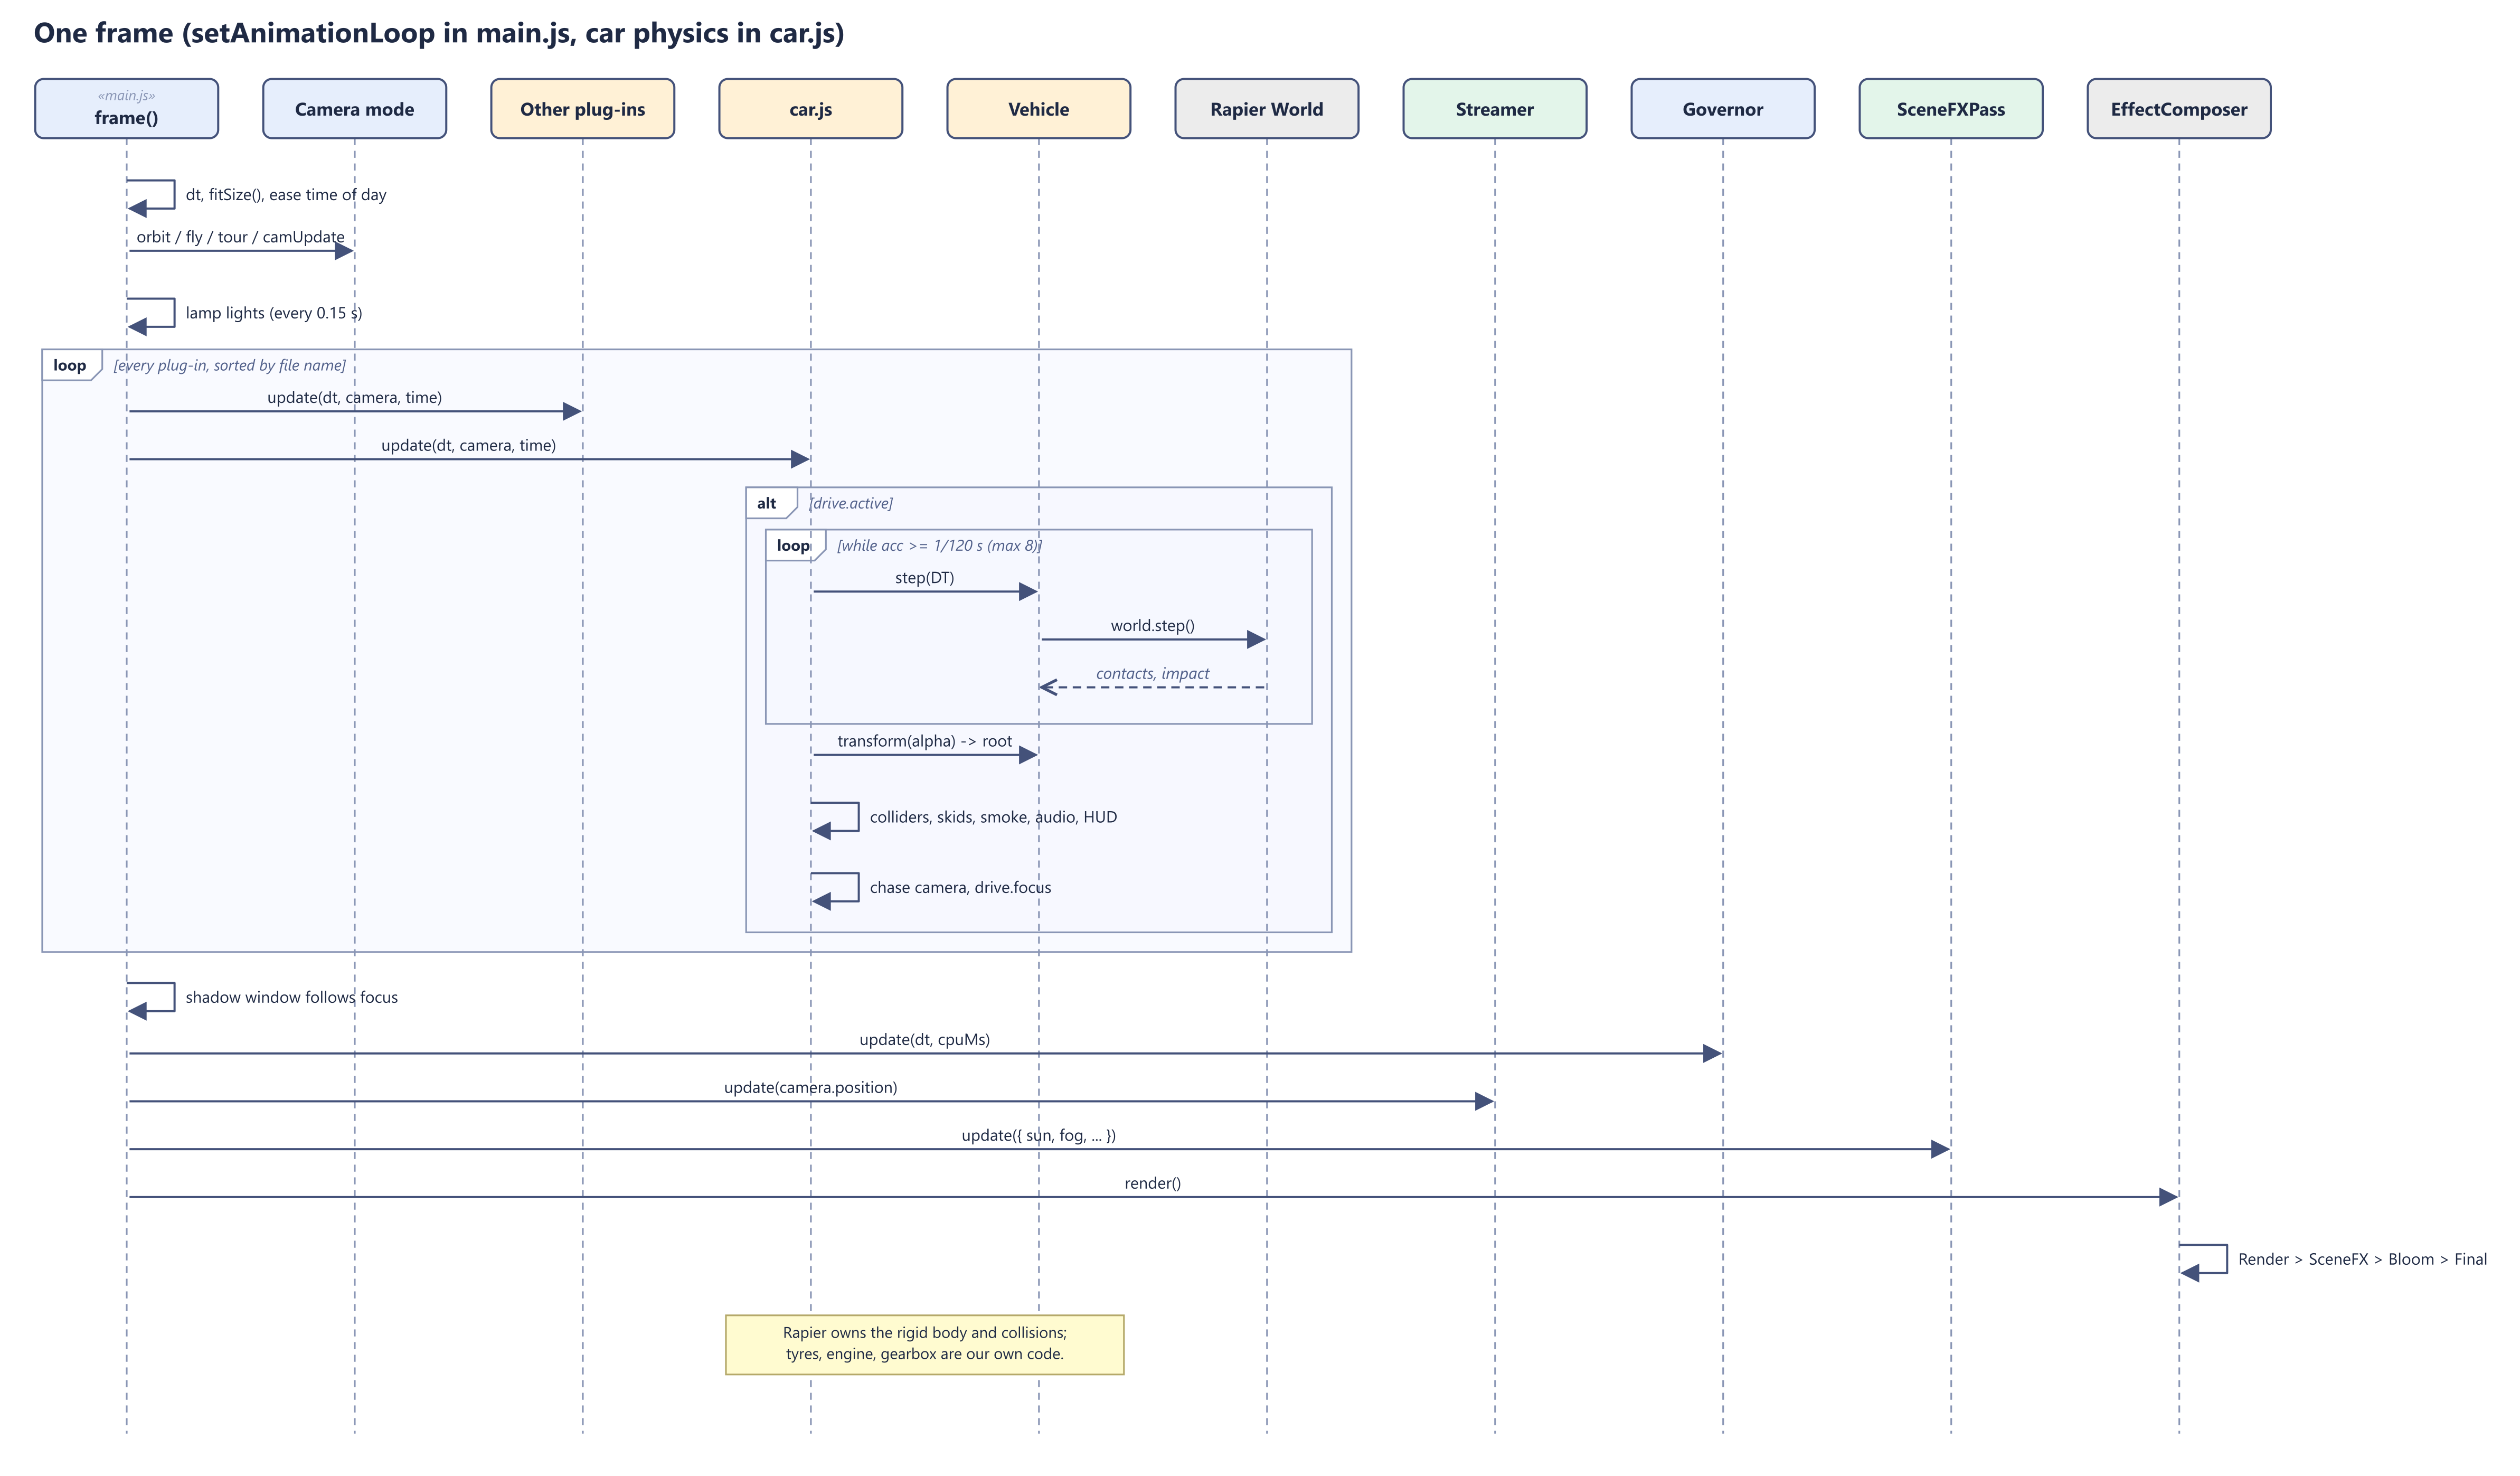 One frame (setAnimationLoop in main.js, car physics in car.js)
«main.js»
frame()
Camera mode
Other plug-ins
car.js
Vehicle
Rapier World
Streamer
Governor
SceneFXPass
EffectComposer
dt, fitSize(), ease time of day
orbit / fly / tour / camUpdate
lamp lights (every 0.15 s)
loop [every plug-in, sorted by file name]
update(dt, camera, time)
update(dt, camera, time)
alt [drive.active]
loop [while acc >= 1/120 s (max 8)]
step(DT)
world.step()
contacts, impact
transform(alpha) -> root
colliders, skids, smoke, audio, HUD
chase camera, drive.focus
shadow window follows focus
update(dt, cpuMs)
update(camera.position)
update({ sun, fog, ... })
render()
Render > SceneFX > Bloom > Final
Rapier owns the rigid body and collisions;
tyres, engine, gearbox are our own code.